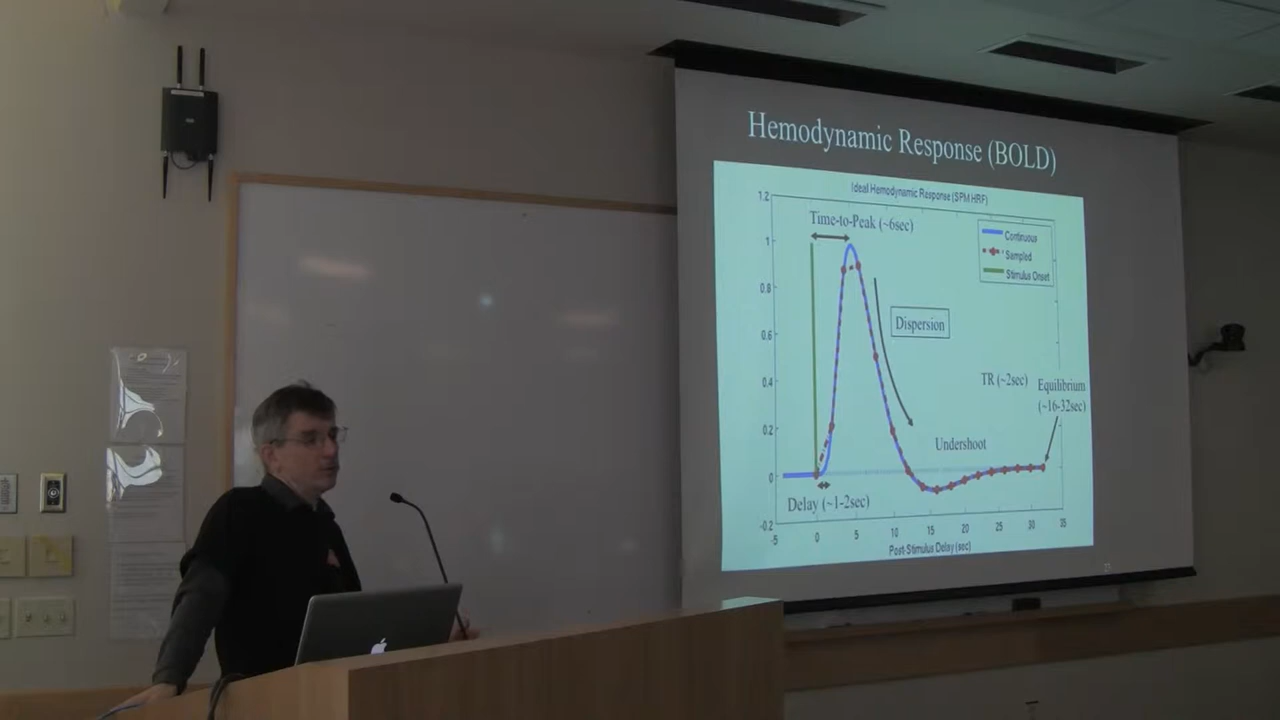 Hemodynamic Response (BOLD)
Ideal Hemodynamic Response (SPM HRF)
1.2
1
0.8
0.6
0.4
0.2
0
-0.2
Time-to-Peak (~6sec)
Continuous
Sampled
Stimulus Onset
Dispersion
TR (~2sec)
Equilibrium
(~16-32sec)
Undershoot
Delay (~1-2sec)
-5
0
5
10
15
20
25
30
35
Post-Stimulus Delay (sec)